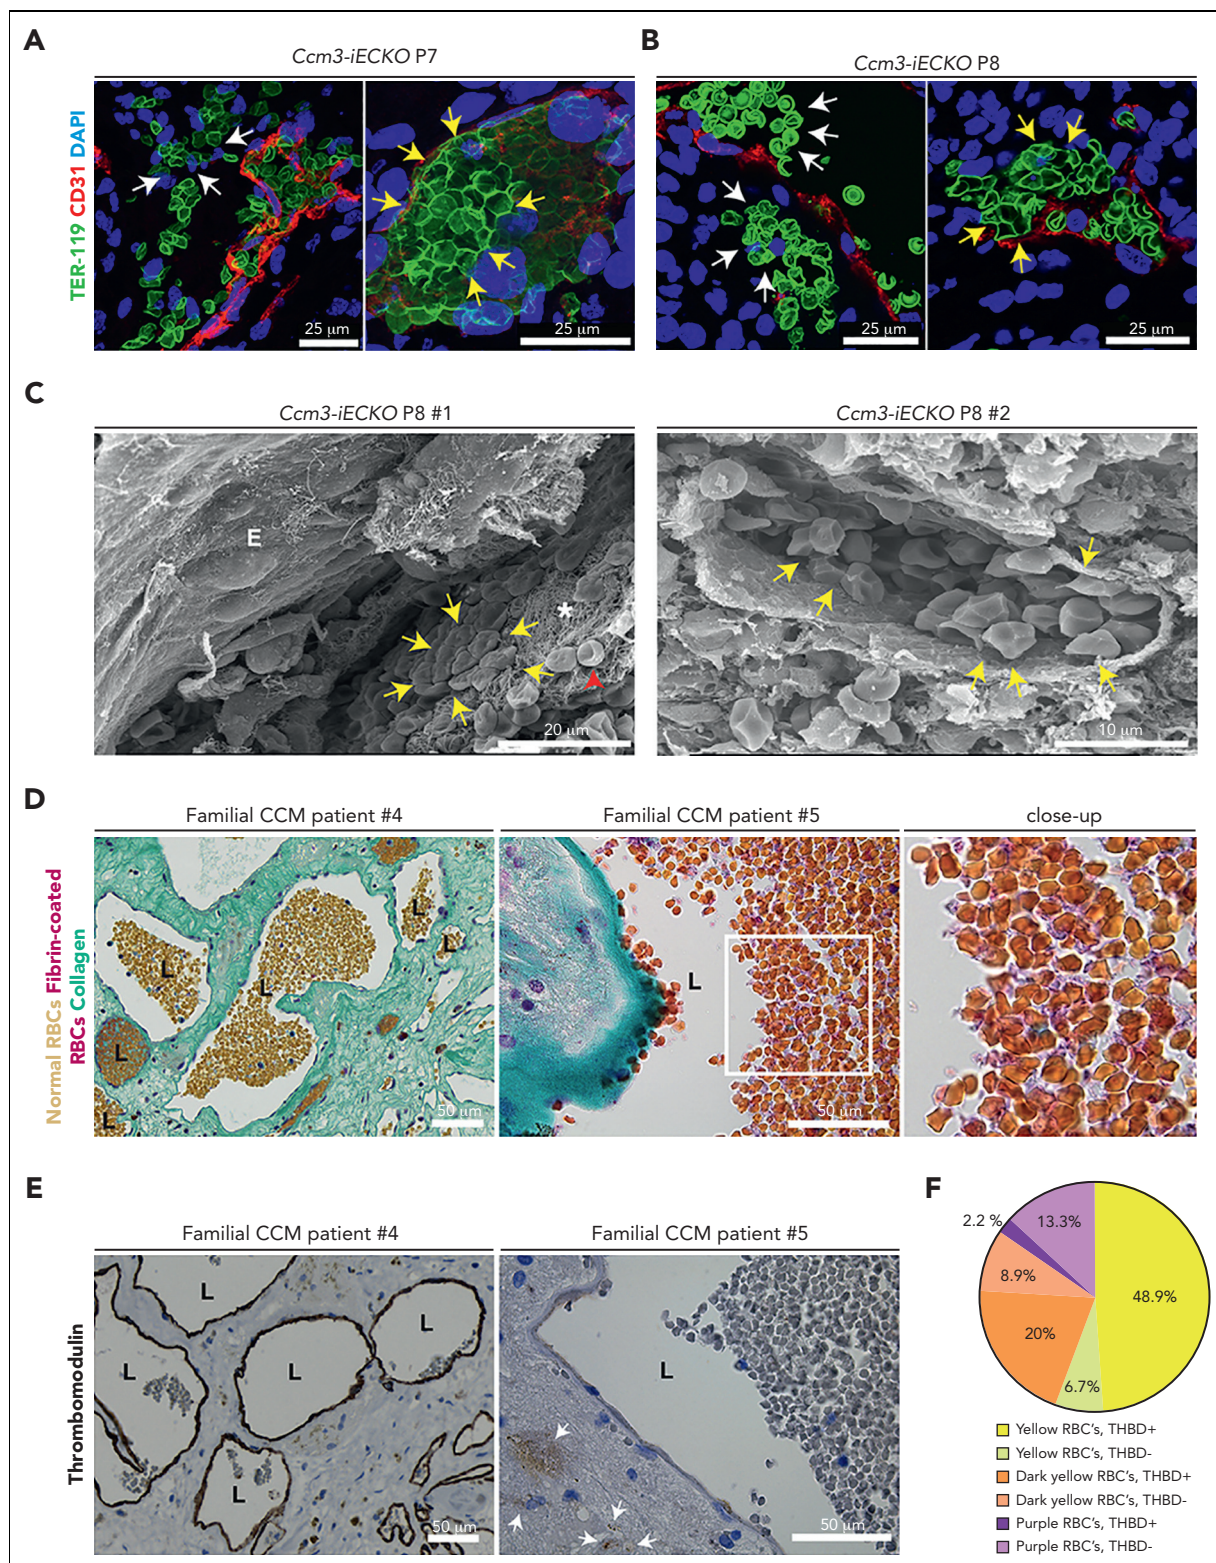 A
Ccm3-iECKO P7
B
Ccm3-iECKO P8
TER-119 CD31 DAPI
25 μm
25 μm
25 μm
25 μm
C
Ccm3-iECKO P8 #1
Ccm3-iECKO P8 #2
E
*
20 μm
10 μm
D
Familial CCM patient #4
Familial CCM patient #5
close-up
Normal RBCs Fibrin-coated
RBCs Collagen
L
L
L
L
L
L
L
50 μm
50 μm
E
Familial CCM patient #4
Familial CCM patient #5
Thrombomodulin
L
L
L
L
L
L
50 μm
50 μm
F
2.2 %
13.3%
8.9%
48.9%
20%
6.7%
Yellow RBC's, THBD+
Yellow RBC's, THBD-
Dark yellow RBC's, THBD+
Dark yellow RBC's, THBD-
Purple RBC's, THBD+
Purple RBC's, THBD-